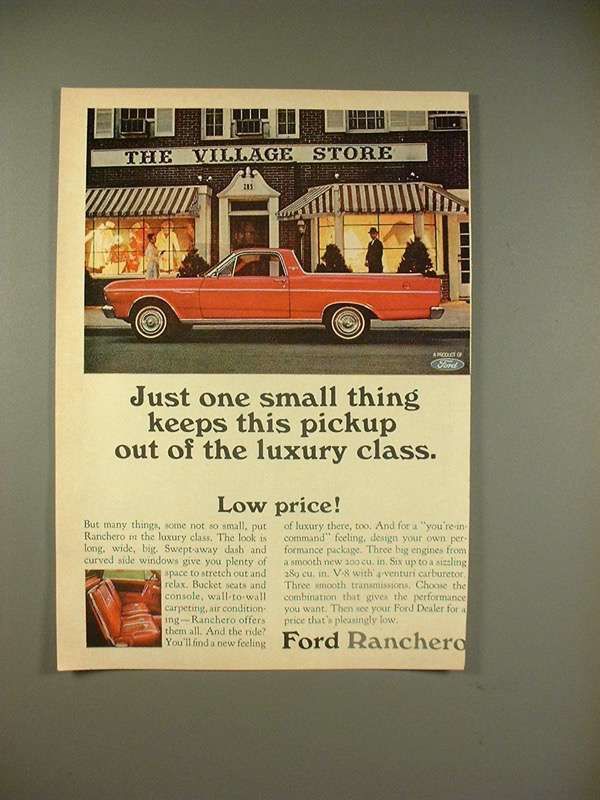 THE VILLAGE STORE
285
A PRODUCT OF
Ford
Just one small thing
keeps this pickup
out of the luxury class.
Low price!
But many things, some not so small, put
Ranchero in the luxury class. The look is
long, wide, big. Swept-away dash and
curved side windows give you plenty of
space to stretch out and
relax. Bucket seats and
console, wall-to-wall
carpeting, air condition-
ing—Ranchero offers
them all. And the ride?
You'll find a new feeling
of luxury there, too. And for a "you're-in-
command" feeling, design your own per-
formance package. Three big engines from
a smooth new 200 cu. in. Six up to a sizzling
289 cu. in. V-8 with 4-venturi carburetor.
Three smooth transmissions. Choose the
combination that gives the performance
you want. Then see your Ford Dealer for a
price that's pleasingly low.
Ford Ranchero